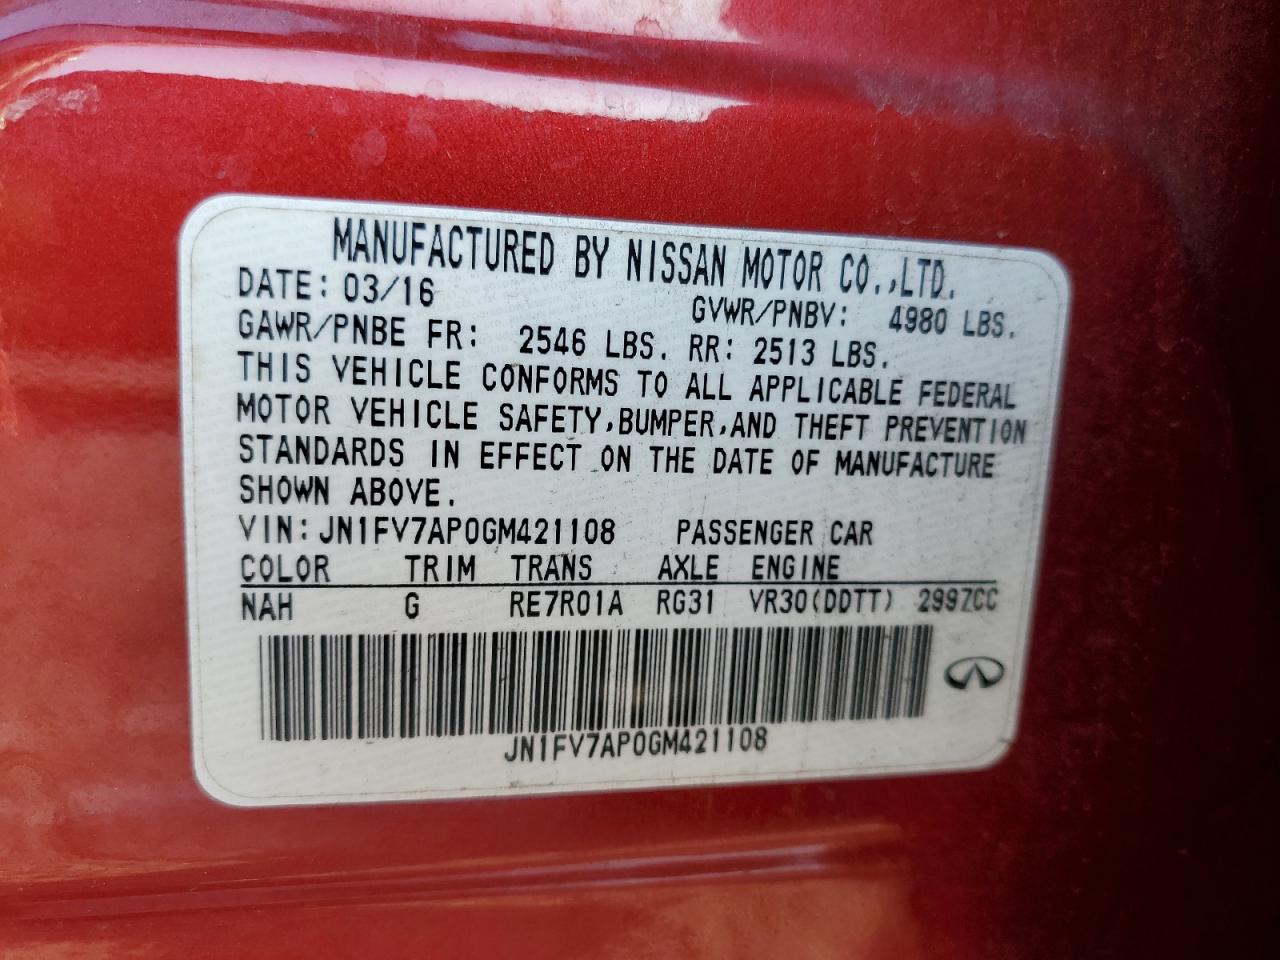 MANUFACTURED BY NISSAN MOTOR CO.,LTD.
DATE: 03/16 GVWR/PNBV: 4980 LBS.
GAWR/PNBE FR: 2546 LBS. RR: 2513 LBS.
THIS VEHICLE CONFORMS TO ALL APPLICABLE FEDERAL
MOTOR VEHICLE SAFETY,BUMPER,AND THEFT PREVENTION
STANDARDS IN EFFECT ON THE DATE OF MANUFACTURE
SHOWN ABOVE.
VIN:JN1FV7AP0GM421108 PASSENGER CAR
COLOR TRIM TRANS AXLE ENGINE
NAH G RE7R01A RG31 VR30(DDTT) 2997CC
JN1FV7AP0GM421108